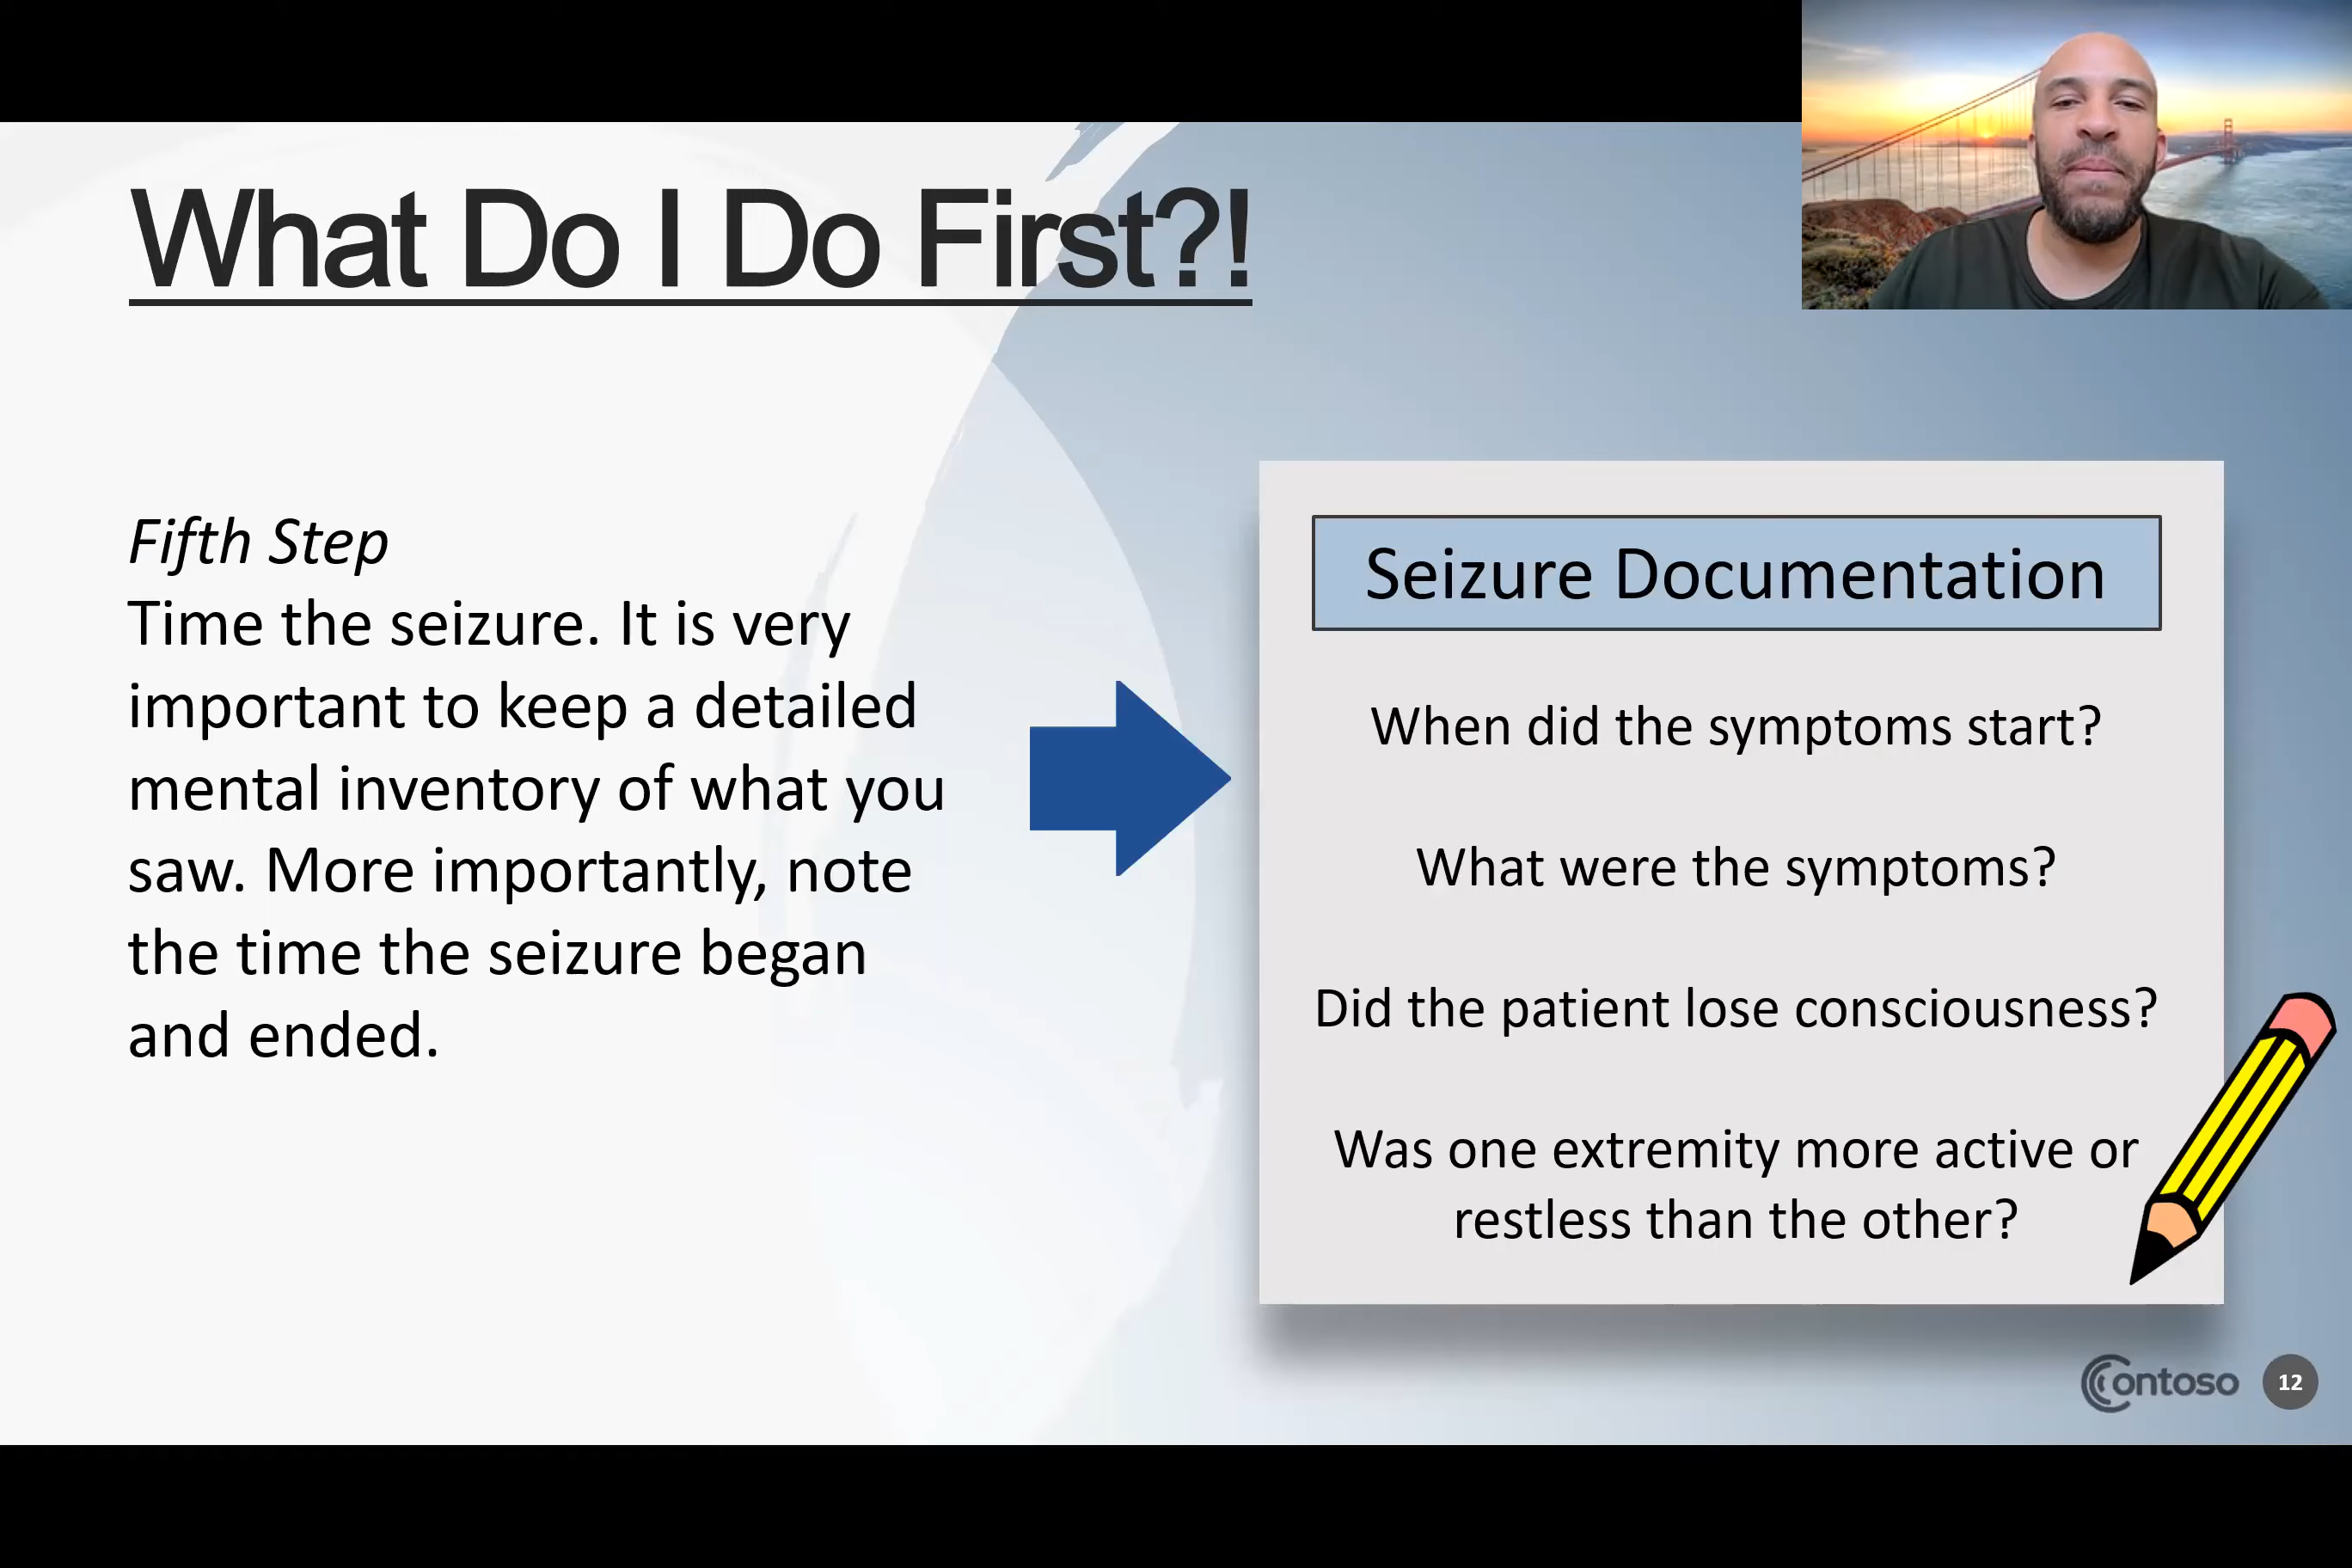 What Do I Do First?!
Fifth Step
Time the seizure. It is very
important to keep a detailed
mental inventory of what you
saw. More importantly, note
the time the seizure began
and ended.
Seizure Documentation
When did the symptoms start?
What were the symptoms?
Did the patient lose consciousness?
Was one extremity more active or
restless than the other?
Contoso
12